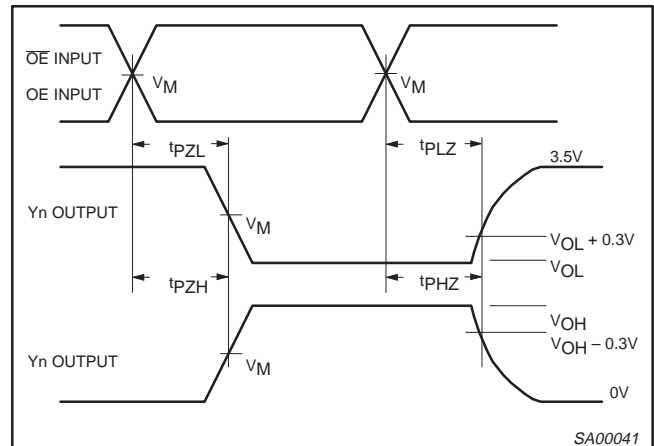 OE INPUT
VM
VM
OE INPUT
tPZL
tPLZ
3.5V
Yn OUTPUT
VM
VOL + 0.3V
VOL
tPZH
tPHZ
VOH
VOH – 0.3V
Yn OUTPUT
VM
0V
SA00041